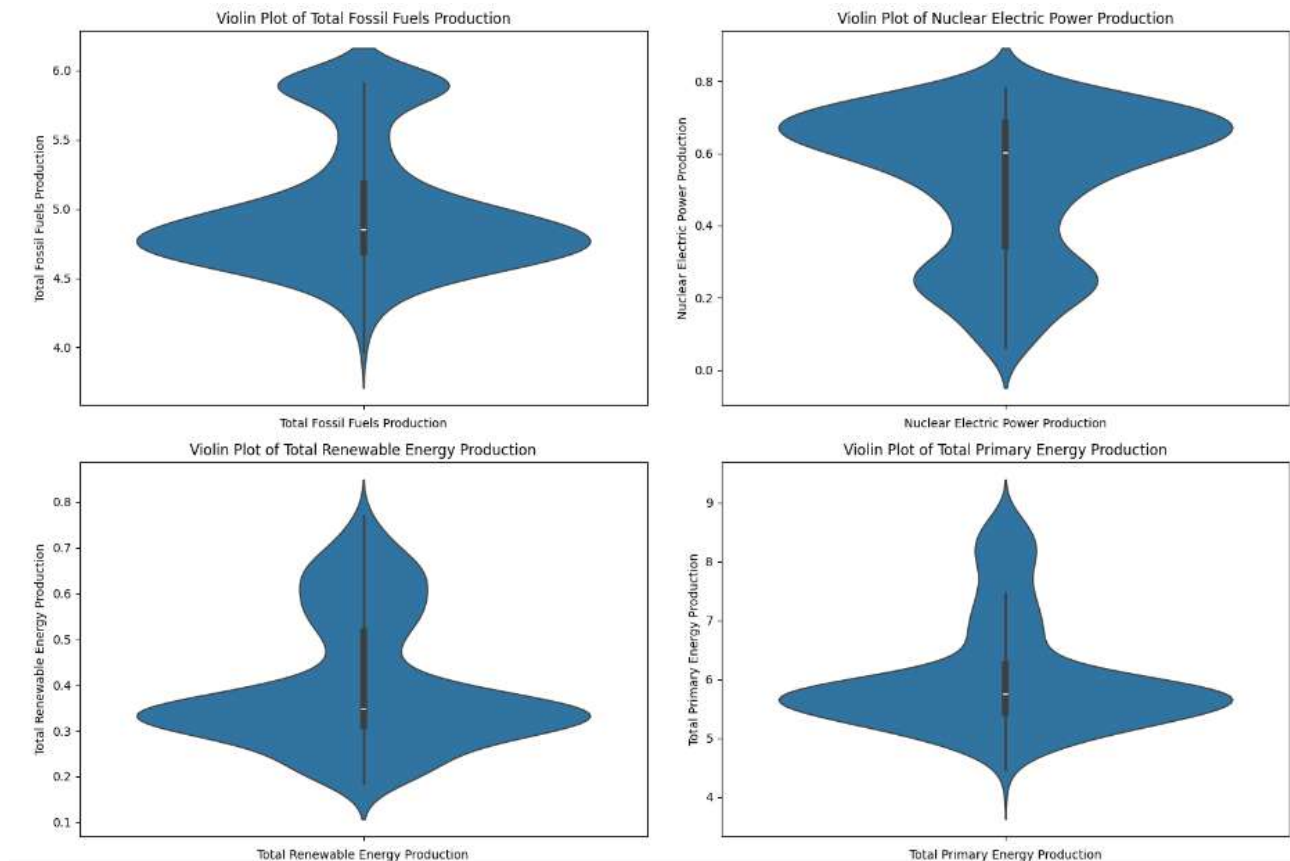 Violin Plot of Total Fossil Fuels Production
Total Fossil Fuels Production
6.0
5.5
5.0
4.5
4.0
Total Fossil Fuels Production
Violin Plot of Nuclear Electric Power Production
Nuclear Electric Power Production
0.8
0.6
0.4
0.2
0.0
Nuclear Electric Power Production
Violin Plot of Total Renewable Energy Production
Total Renewable Energy Production
0.8
0.7
0.6
0.5
0.4
0.3
0.2
0.1
Total Renewable Energy Production
Violin Plot of Total Primary Energy Production
Total Primary Energy Production
9
8
7
6
5
4
Total Primary Energy Production